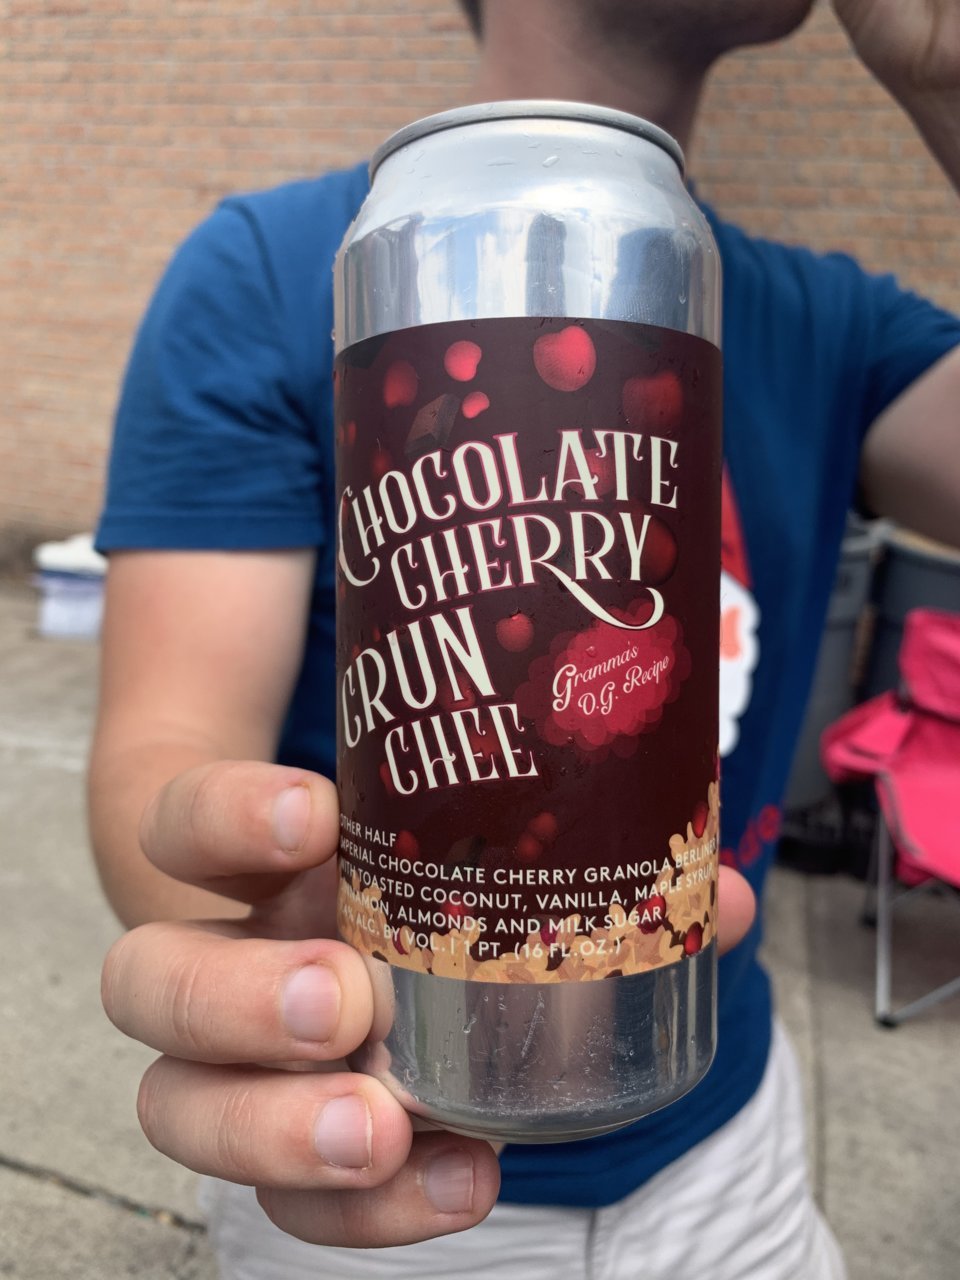 CHOCOLATE
CHERRY
CRUN
CHEE
Gramma's
O.G. Recipe
OTHER HALF
IMPERIAL CHOCOLATE CHERRY GRANOLA BERLINER
WITH TOASTED COCONUT, VANILLA, MAPLE SYRUP
CINNAMON, ALMONDS AND MILK SUGAR
% ALC. BY VOL. | 1 PT. (16 FL.OZ.)